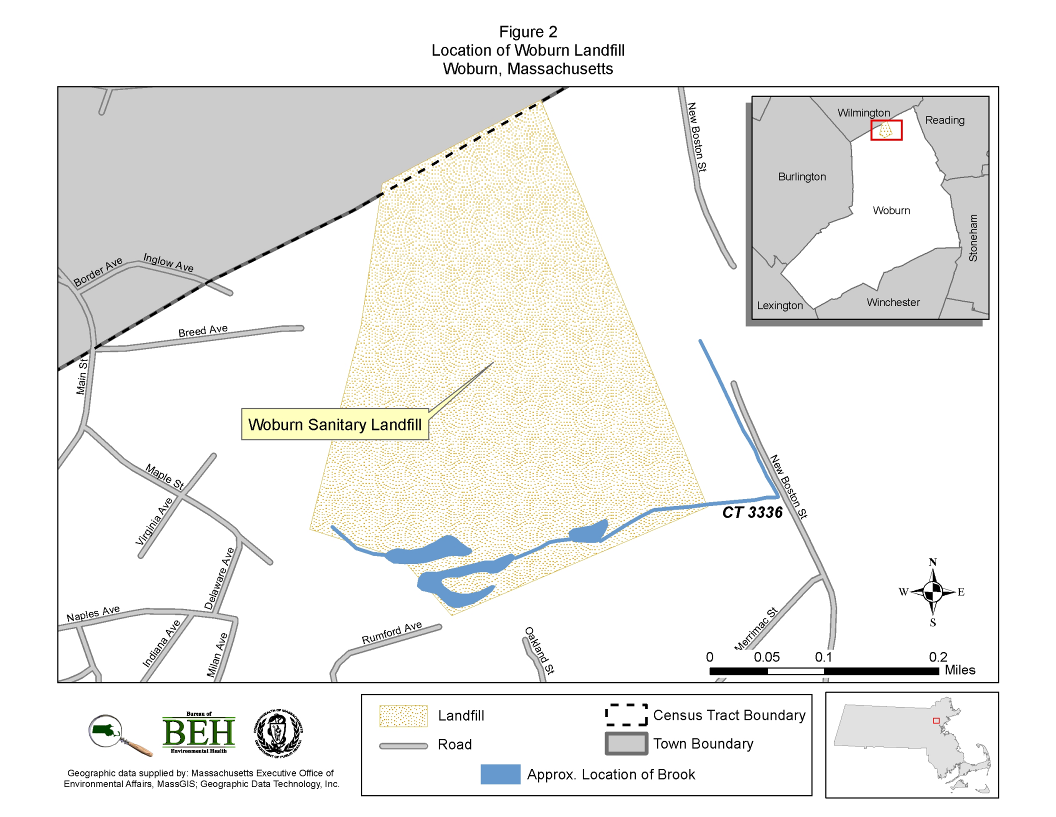 Figure 2
Location of Woburn Landfill
Woburn, Massachusetts
New Boston St
Wilmington
Reading
Burlington
Woburn
Stoneham
Lexington
Winchester
Border Ave
Inglow Ave
Breed Ave
Main St
Woburn Sanitary Landfill
Maple St
Virginia Ave
New Boston St
CT 3336
Delaware Ave
Naples Ave
Indiana Ave
Milan Ave
Rumford Ave
Oakland St
Merrimac St
N
W E
S
0 0.05 0.1 0.2
Miles
Bureau of
BEH
Environmental Health
Landfill
Census Tract Boundary
Road
Town Boundary
Approx. Location of Brook
Geographic data supplied by: Massachusetts Executive Office of
Environmental Affairs, MassGIS; Geographic Data Technology, Inc.